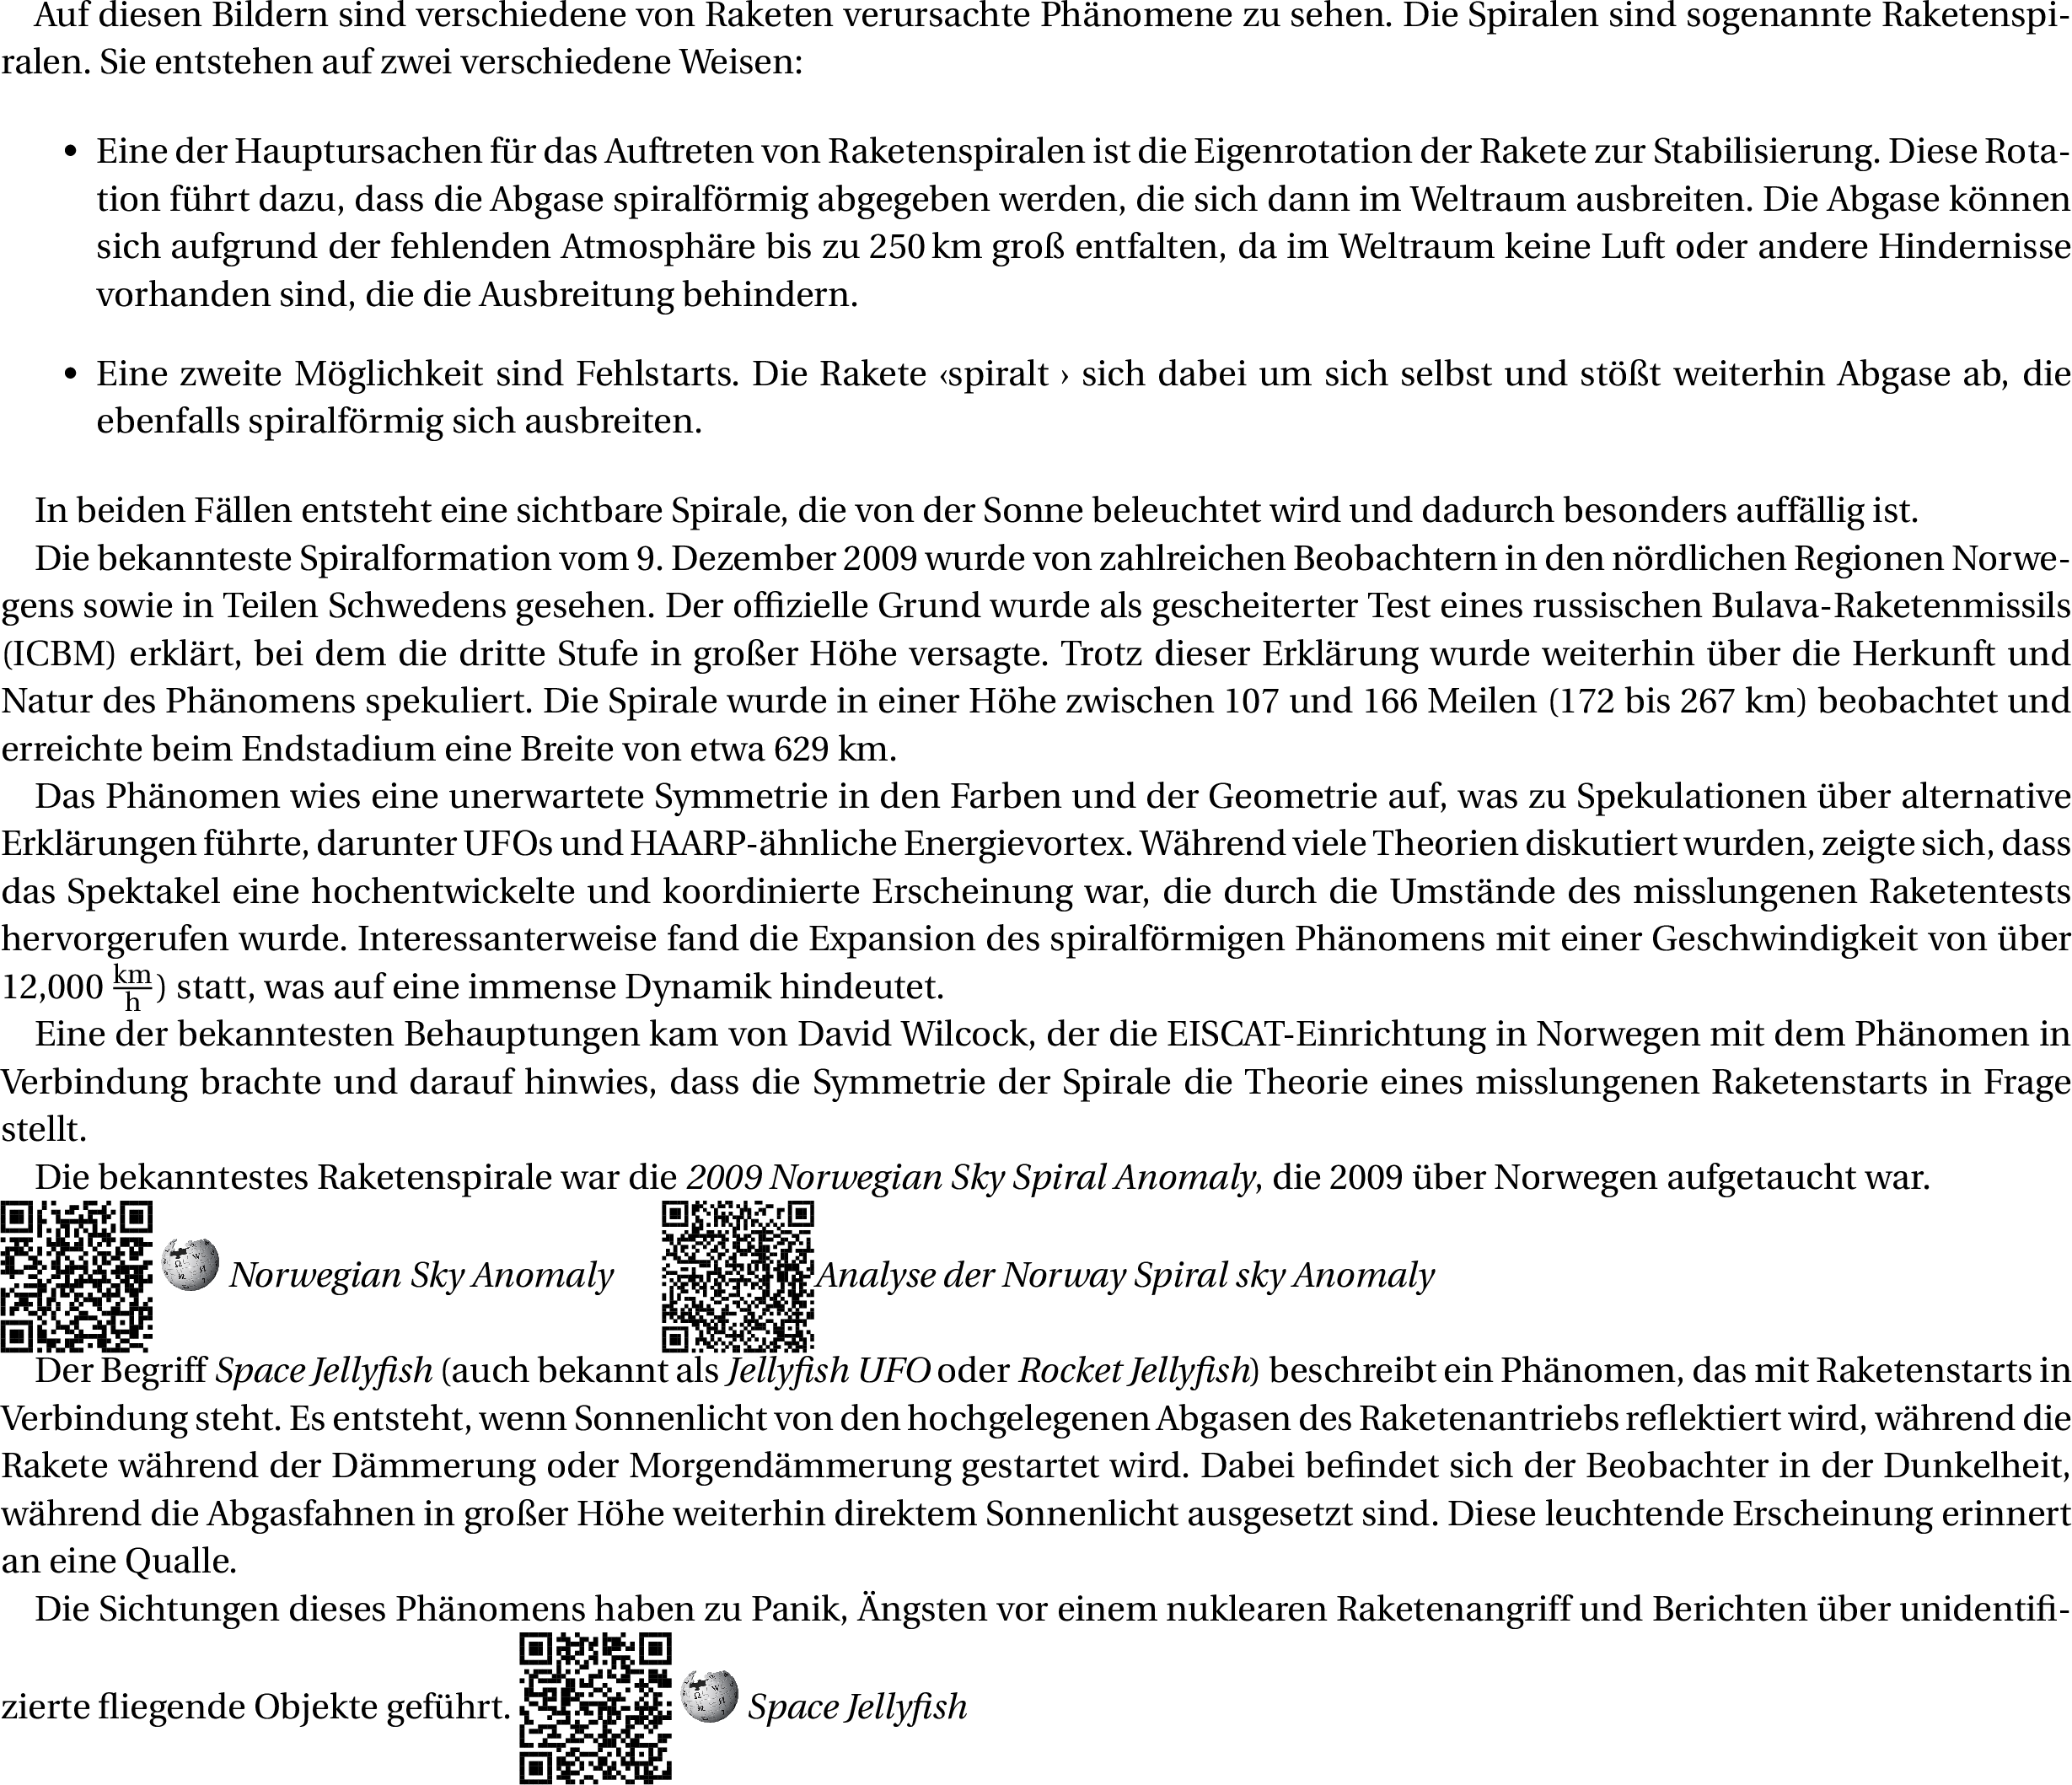 Auf diesen Bildern sind verschiedene von Raketen verursachte Phänomene zu sehen. Die Spiralen sind sogenannte Raketenspi-
ralen. Sie entstehen auf zwei verschiedene Weisen:
• Eine der Hauptursachen für das Auftreten von Raketenspiralen ist die Eigenrotation der Rakete zur Stabilisierung. Diese Rota-
tion führt dazu, dass die Abgase spiralförmig abgegeben werden, die sich dann im Weltraum ausbreiten. Die Abgase können
sich aufgrund der fehlenden Atmosphäre bis zu 250 km groß entfalten, da im Weltraum keine Luft oder andere Hindernisse
vorhanden sind, die die Ausbreitung behindern.
• Eine zweite Möglichkeit sind Fehlstarts. Die Rakete ‹spiralt › sich dabei um sich selbst und stößt weiterhin Abgase ab, die
ebenfalls spiralförmig sich ausbreiten.
In beiden Fällen entsteht eine sichtbare Spirale, die von der Sonne beleuchtet wird und dadurch besonders auffällig ist.
Die bekannteste Spiralformation vom 9. Dezember 2009 wurde von zahlreichen Beobachtern in den nördlichen Regionen Norwe-
gens sowie in Teilen Schwedens gesehen. Der offizielle Grund wurde als gescheiterter Test eines russischen Bulava-Raketenmissils
(ICBM) erklärt, bei dem die dritte Stufe in großer Höhe versagte. Trotz dieser Erklärung wurde weiterhin über die Herkunft und
Natur des Phänomens spekuliert. Die Spirale wurde in einer Höhe zwischen 107 und 166 Meilen (172 bis 267 km) beobachtet und
erreichte beim Endstadium eine Breite von etwa 629 km.
Das Phänomen wies eine unerwartete Symmetrie in den Farben und der Geometrie auf, was zu Spekulationen über alternative
Erklärungen führte, darunter UFOs und HAARP-ähnliche Energievortex. Während viele Theorien diskutiert wurden, zeigte sich, dass
das Spektakel eine hochentwickelte und koordinierte Erscheinung war, die durch die Umstände des misslungenen Raketentests
hervorgerufen wurde. Interessanterweise fand die Expansion des spiralförmigen Phänomens mit einer Geschwindigkeit von über
12,000 km/h) statt, was auf eine immense Dynamik hindeutet.
Eine der bekanntesten Behauptungen kam von David Wilcock, der die EISCAT-Einrichtung in Norwegen mit dem Phänomen in
Verbindung brachte und darauf hinwies, dass die Symmetrie der Spirale die Theorie eines misslungenen Raketenstarts in Frage
stellt.
Die bekanntestes Raketenspirale war die 2009 Norwegian Sky Spiral Anomaly, die 2009 über Norwegen aufgetaucht war.
Norwegian Sky Anomaly Analyse der Norway Spiral sky Anomaly
Der Begriff Space Jellyfish (auch bekannt als Jellyfish UFO oder Rocket Jellyfish) beschreibt ein Phänomen, das mit Raketenstarts in
Verbindung steht. Es entsteht, wenn Sonnenlicht von den hochgelegenen Abgasen des Raketenantriebs reflektiert wird, während die
Rakete während der Dämmerung oder Morgendämmerung gestartet wird. Dabei befindet sich der Beobachter in der Dunkelheit,
während die Abgasfahnen in großer Höhe weiterhin direktem Sonnenlicht ausgesetzt sind. Diese leuchtende Erscheinung erinnert
an eine Qualle.
Die Sichtungen dieses Phänomens haben zu Panik, Ängsten vor einem nuklearen Raketenangriff und Berichten über unidentifi-
zierte fliegende Objekte geführt. Space Jellyfish